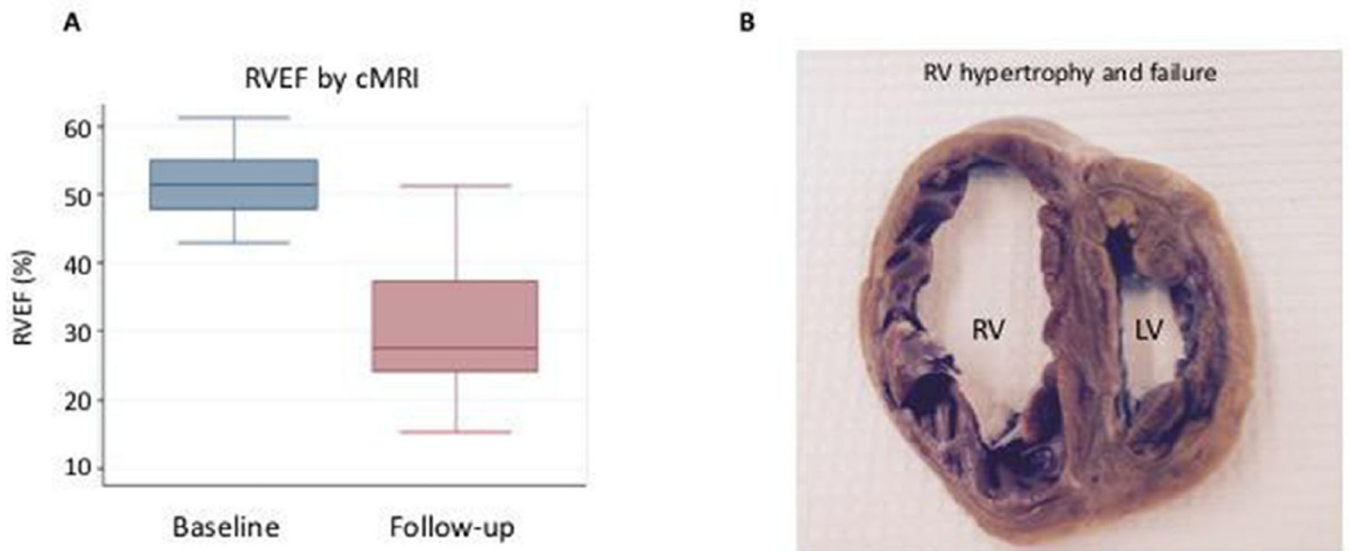 A
RVEF by cMRI
60
50
40
30
20
10
RVEF (%)
Baseline
Follow-up
B
RV hypertrophy and failure
RV
LV